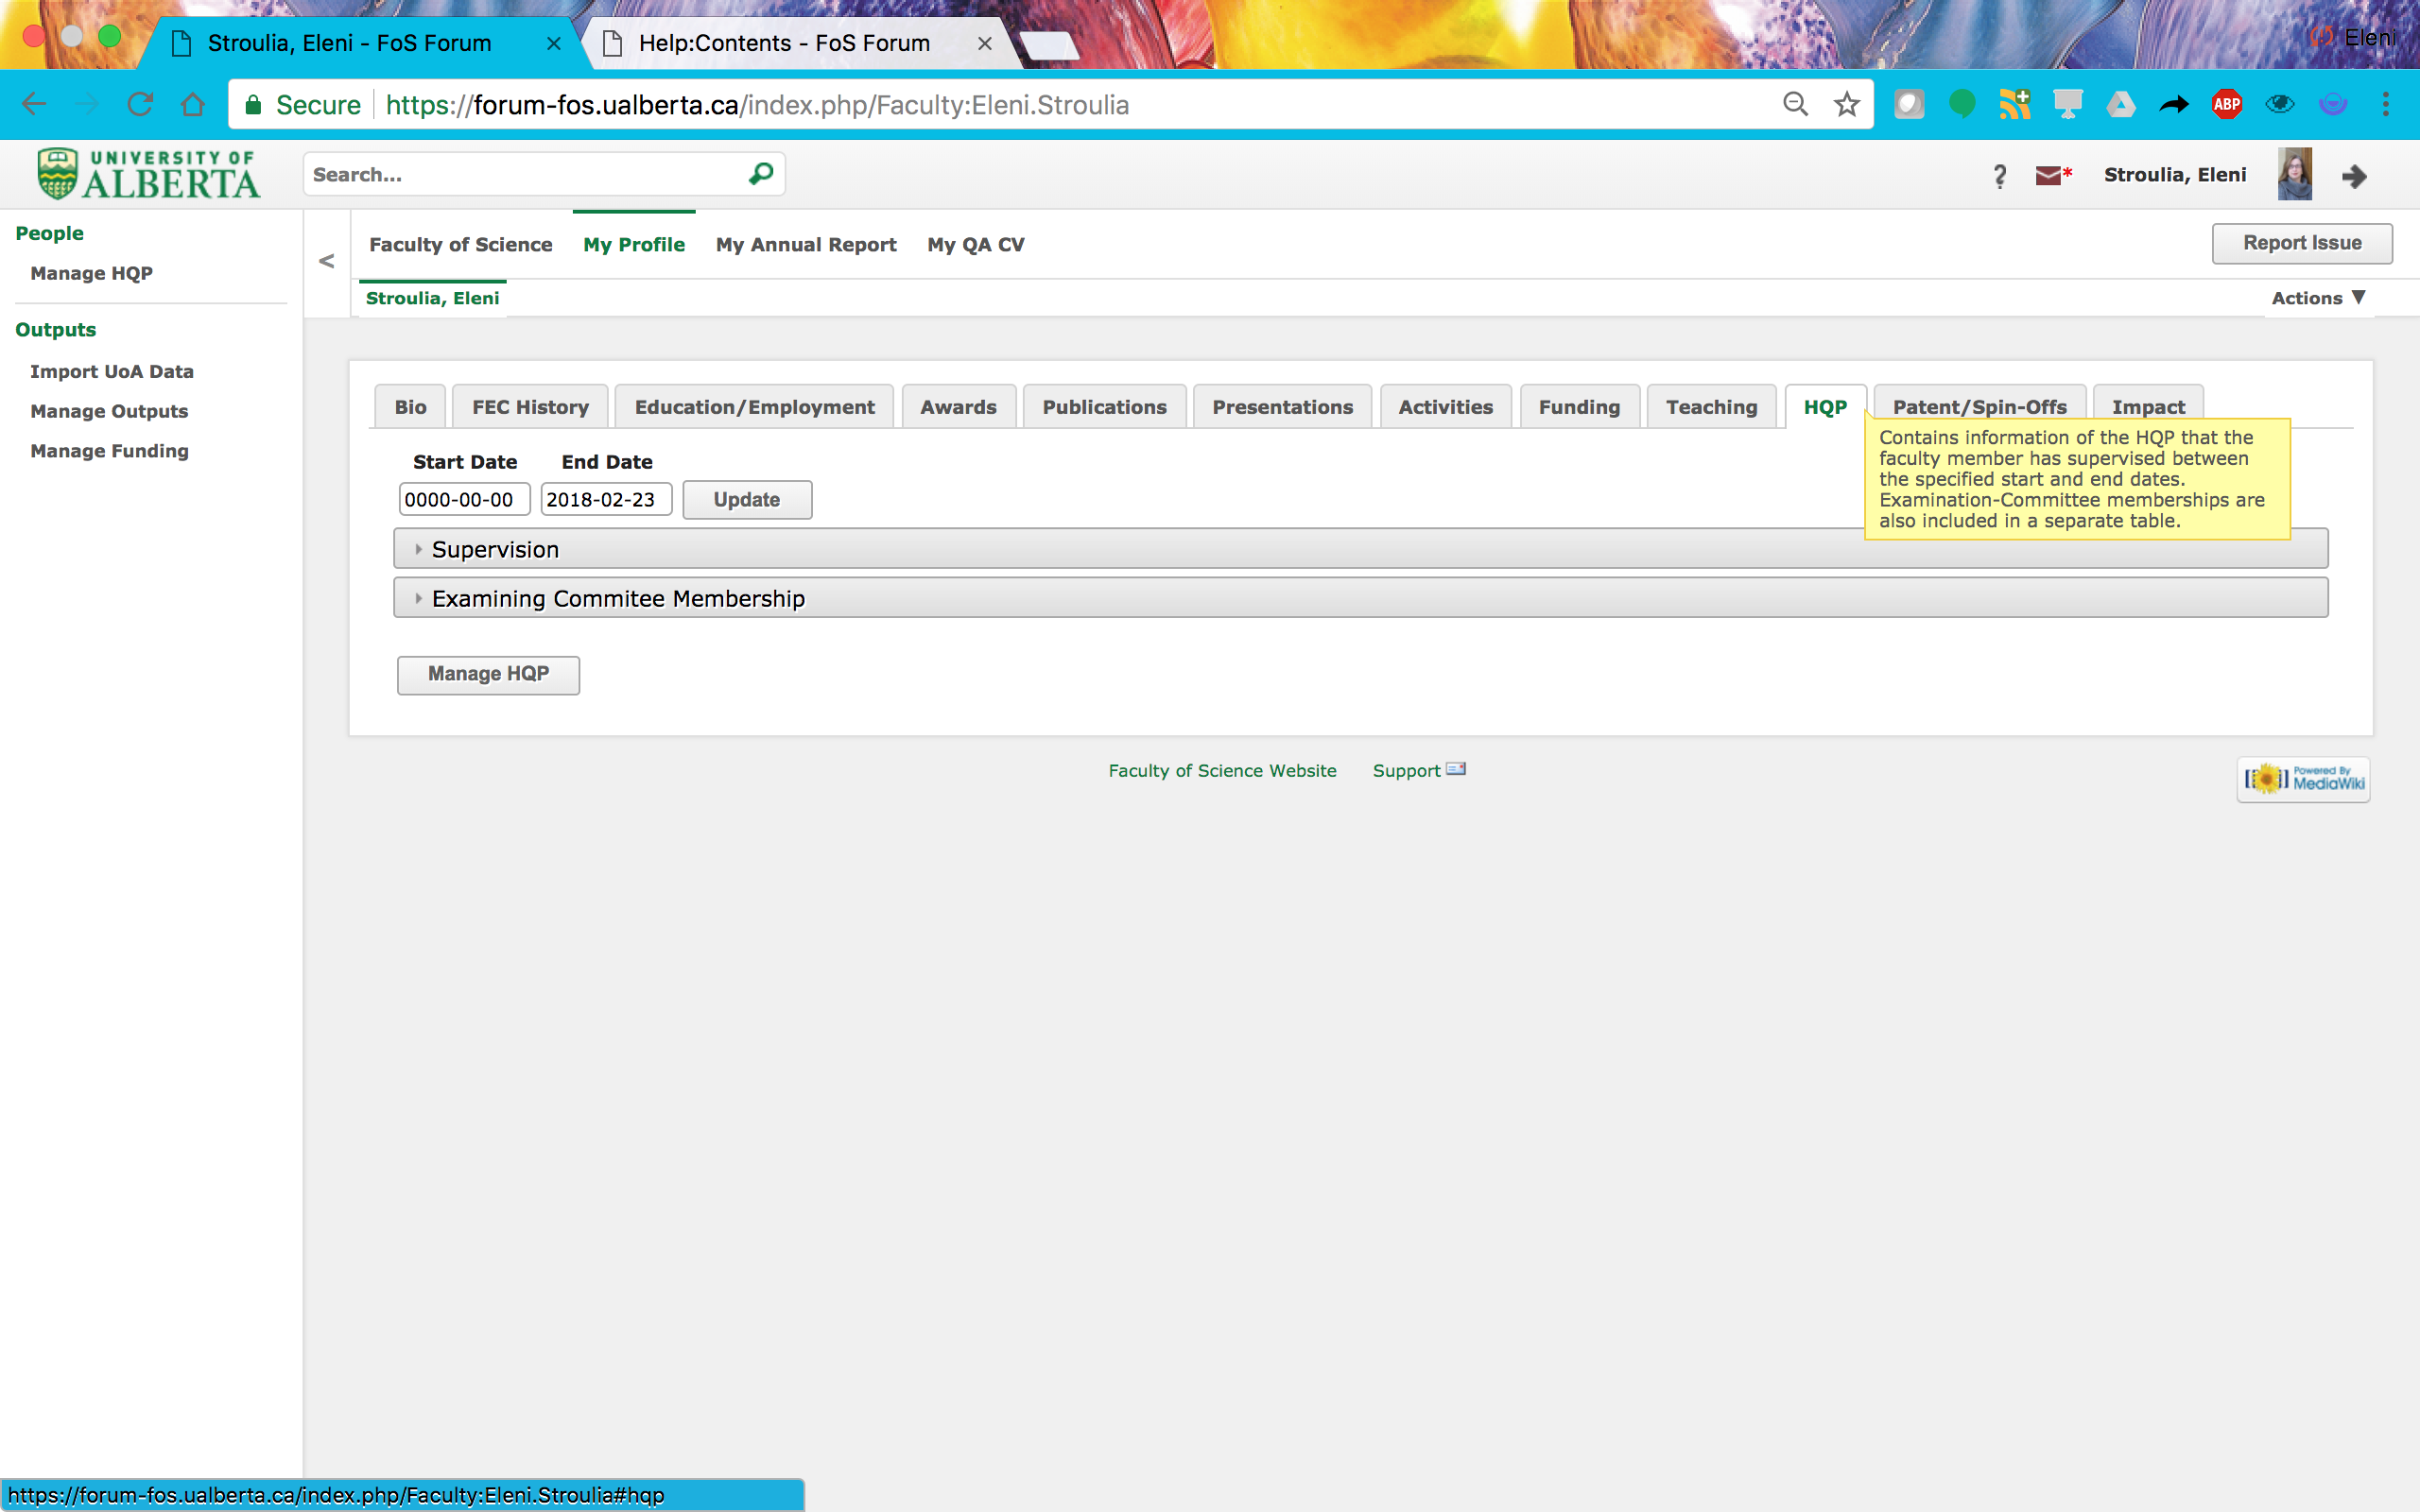 Stroulia, Eleni - FoS Forum
Help:Contents - FoS Forum
Eleni
Secure
https://forum-fos.ualberta.ca/index.php/Faculty:Eleni.Stroulia
ABP
UNIVERSITY OF
ALBERTA
Search...
?
*
Stroulia, Eleni
People
Manage HQP
Outputs
Import UoA Data
Manage Outputs
Manage Funding
<
Faculty of Science
My Profile
My Annual Report
My QA CV
Report Issue
Stroulia, Eleni
Actions ▼
Bio
FEC History
Education/Employment
Awards
Publications
Presentations
Activities
Funding
Teaching
HQP
Patent/Spin-Offs
Impact
Contains information of the HQP that the
faculty member has supervised between
the specified start and end dates.
Examination-Committee memberships are
also included in a separate table.
Start Date
End Date
0000-00-00
2018-02-23
Update
Supervision
Examining Commitee Membership
Manage HQP
Faculty of Science Website
Support
Powered By
MediaWiki
https://forum-fos.ualberta.ca/index.php/Faculty:Eleni.Stroulia#hqp